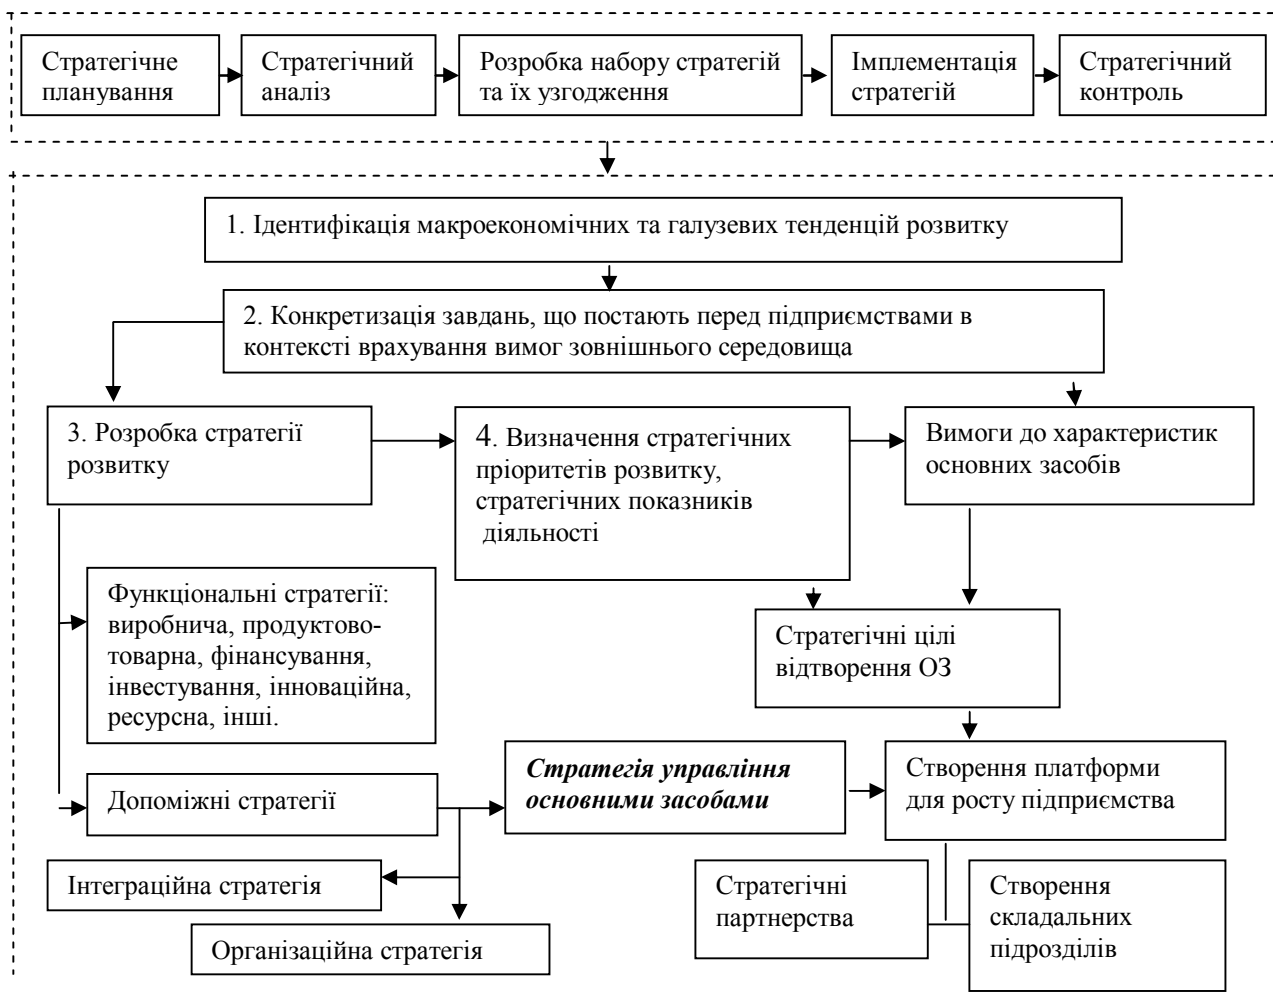 Стратегічне
планування
Стратегічний
аналіз
Розробка набору стратегій
та їх узгодження
Імплементація
стратегій
Стратегічний
контроль
1. Ідентифікація макроекономічних та галузевих тенденцій розвитку
2. Конкретизація завдань, що постають перед підприємствами в
контексті врахування вимог зовнішнього середовища
3. Розробка стратегії
розвитку
4. Визначення стратегічних
пріоритетів розвитку,
стратегічних показників
діяльності
Вимоги до характеристик
основних засобів
Функціональні стратегії:
виробнича, продуктово-
товарна, фінансування,
інвестування, інноваційна,
ресурсна, інші.
Стратегічні цілі
відтворення ОЗ
Допоміжні стратегії
Стратегія управління
основними засобами
Створення платформи
для росту підприємства
Інтеграційна стратегія
Організаційна стратегія
Стратегічні
партнерства
Створення
складальних
підрозділів